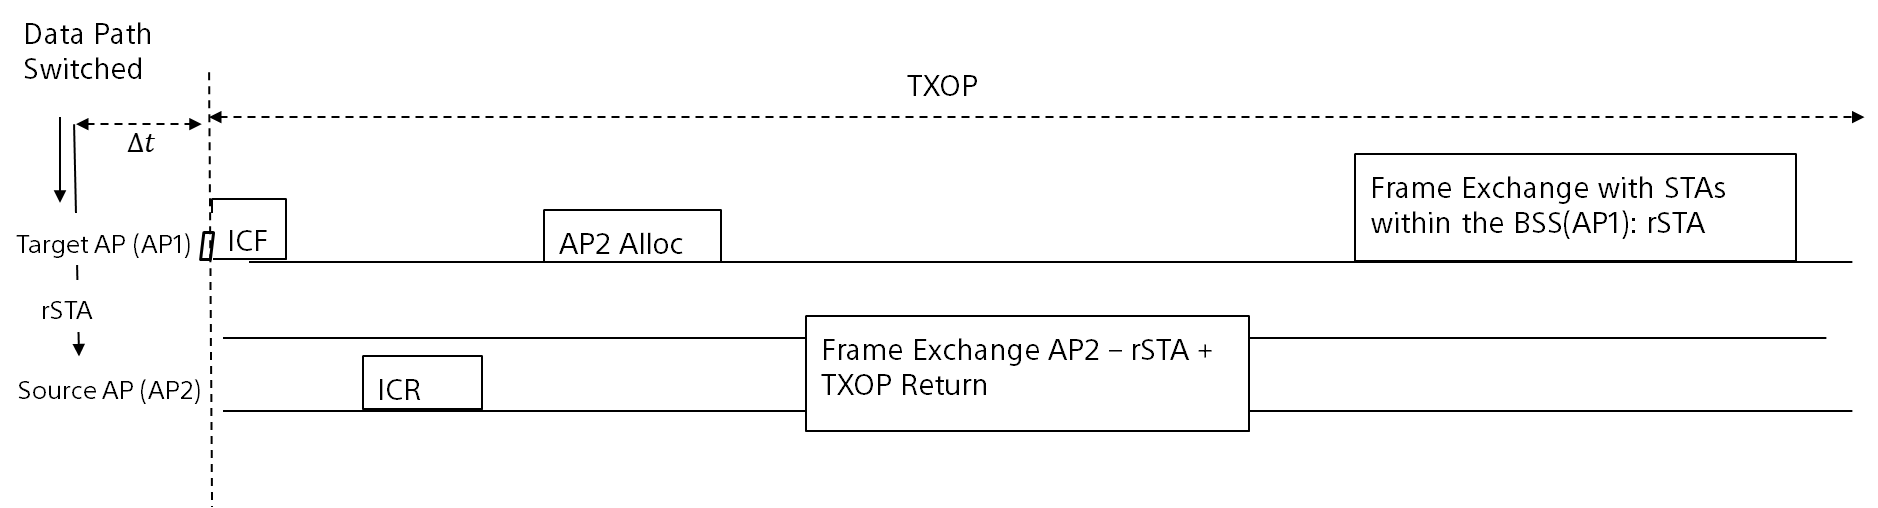 Data Path
Switched
TXOP
Δt
Frame Exchange with STAs
within the BSS(AP1): rSTA
Target AP (AP1)
ICF
AP2 Alloc
rSTA
Frame Exchange AP2 – rSTA +
TXOP Return
Source AP (AP2)
ICR